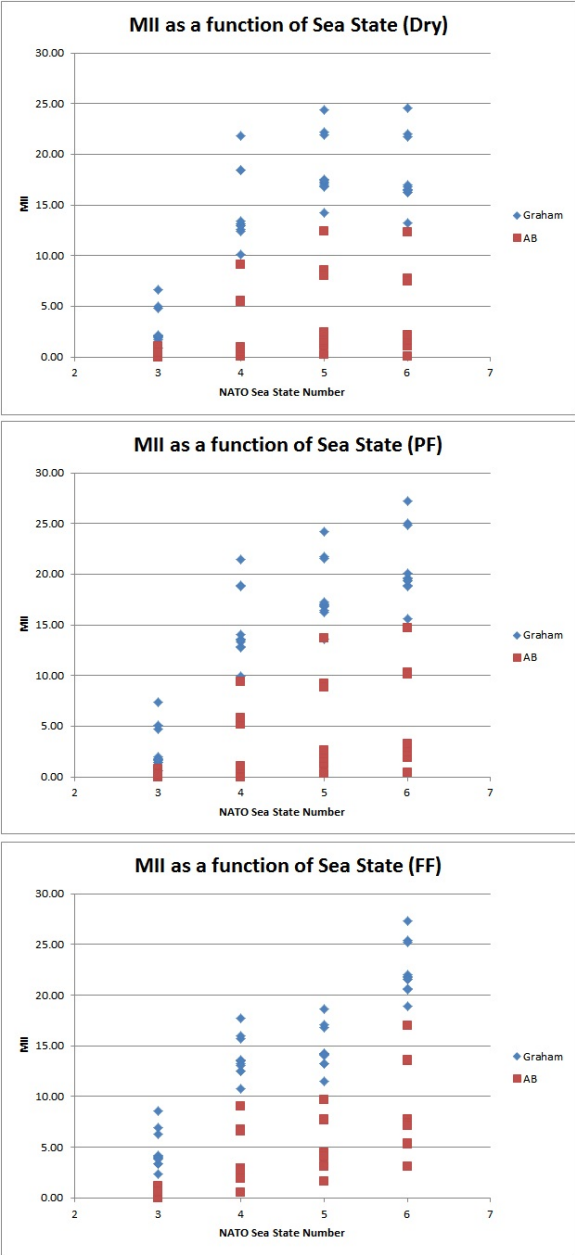 MII as a function of Sea State (Dry)
30.00
25.00
20.00
15.00
10.00
5.00
0.00
MII
2 3 4 5 6 7
NATO Sea State Number
Graham
AB
MII as a function of Sea State (PF)
30.00
25.00
20.00
15.00
10.00
5.00
0.00
MII
2 3 4 5 6 7
NATO Sea State Number
Graham
AB
MII as a function of Sea State (FF)
30.00
25.00
20.00
15.00
10.00
5.00
0.00
MII
2 3 4 5 6 7
NATO Sea State Number
Graham
AB